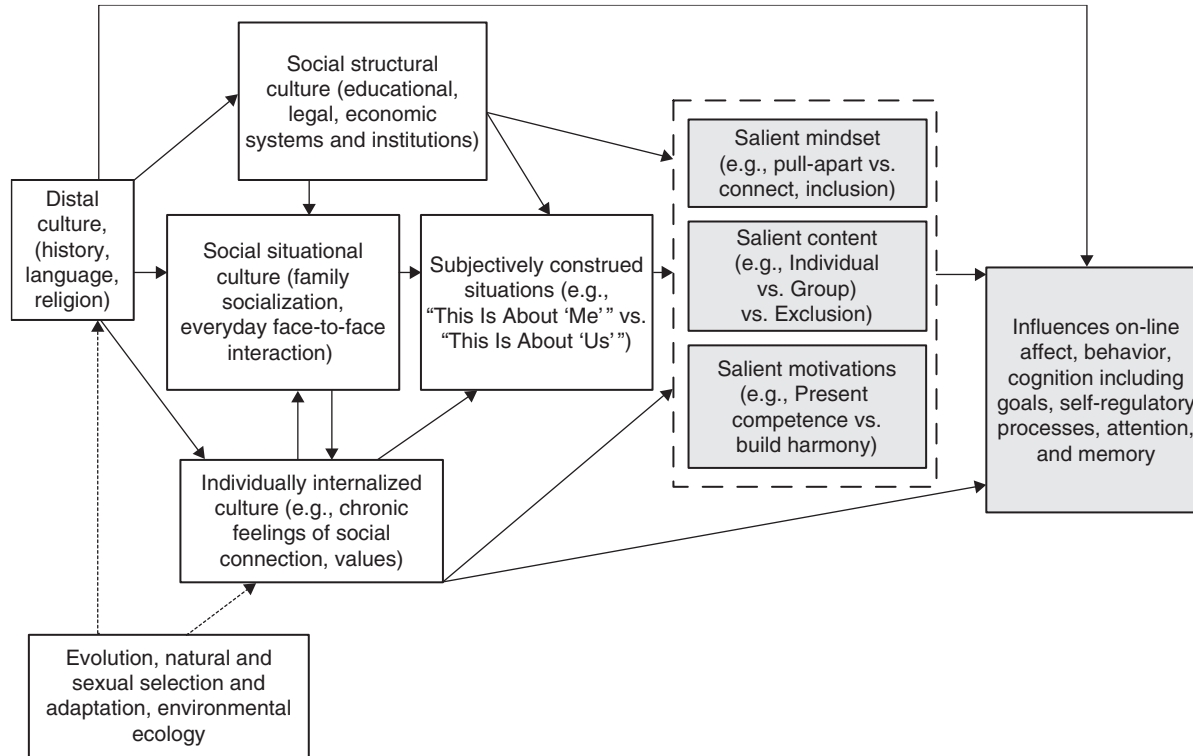 Social structural
culture (educational,
legal, economic
systems and institutions)
Distal
culture,
(history,
language,
religion)
Social situational
culture (family
socialization,
everyday face-to-face
interaction)
Subjectively construed
situations (e.g.,
“This Is About ‘Me’” vs.
“This Is About ‘Us’”)
Salient mindset
(e.g., pull-apart vs.
connect, inclusion)
Salient content
(e.g., Individual
vs. Group)
vs. Exclusion)
Salient motivations
(e.g., Present
competence vs.
build harmony)
Influences on-line
affect, behavior,
cognition including
goals, self-regulatory
processes, attention,
and memory
Individually internalized
culture (e.g., chronic
feelings of social
connection, values)
Evolution, natural and
sexual selection and
adaptation, environmental
ecology